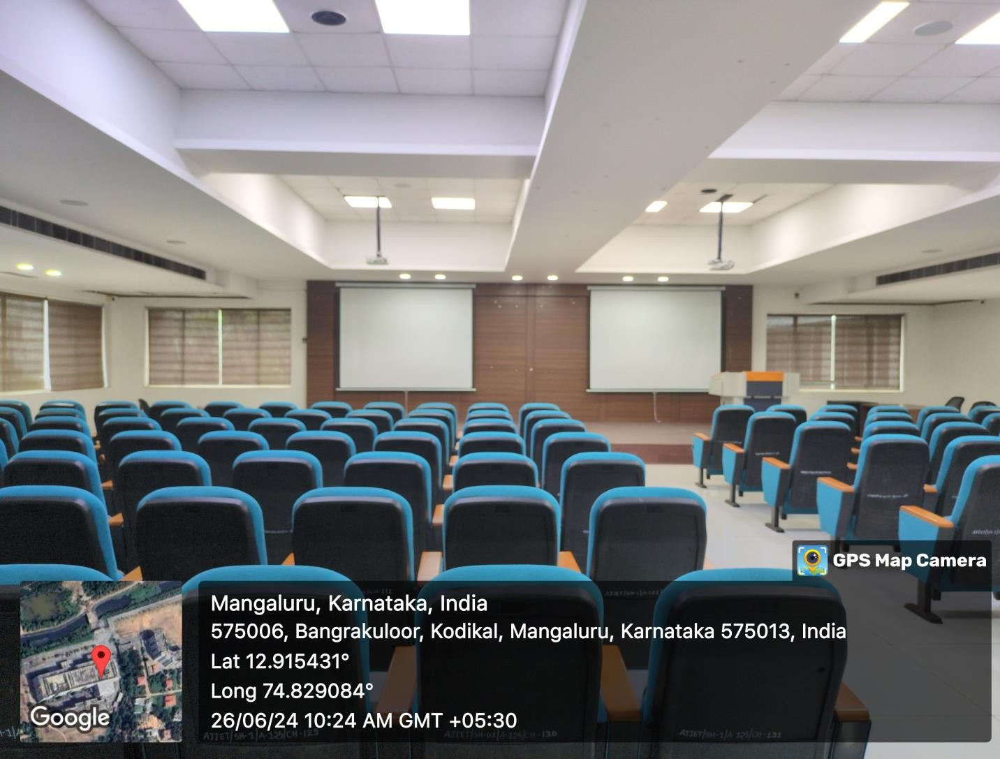 GPS Map Camera
Mangaluru, Karnataka, India
575006, Bangrakuloor, Kodikal, Mangaluru, Karnataka 575013, India
Lat 12.915431°
Long 74.829084°
26/06/24 10:24 AM GMT +05:30
Google
AJIET/SH-1/A-125/CH-129
AJIET/SH-01/A-125/CH-130
AJIET/SH-1/A-125/CH-131